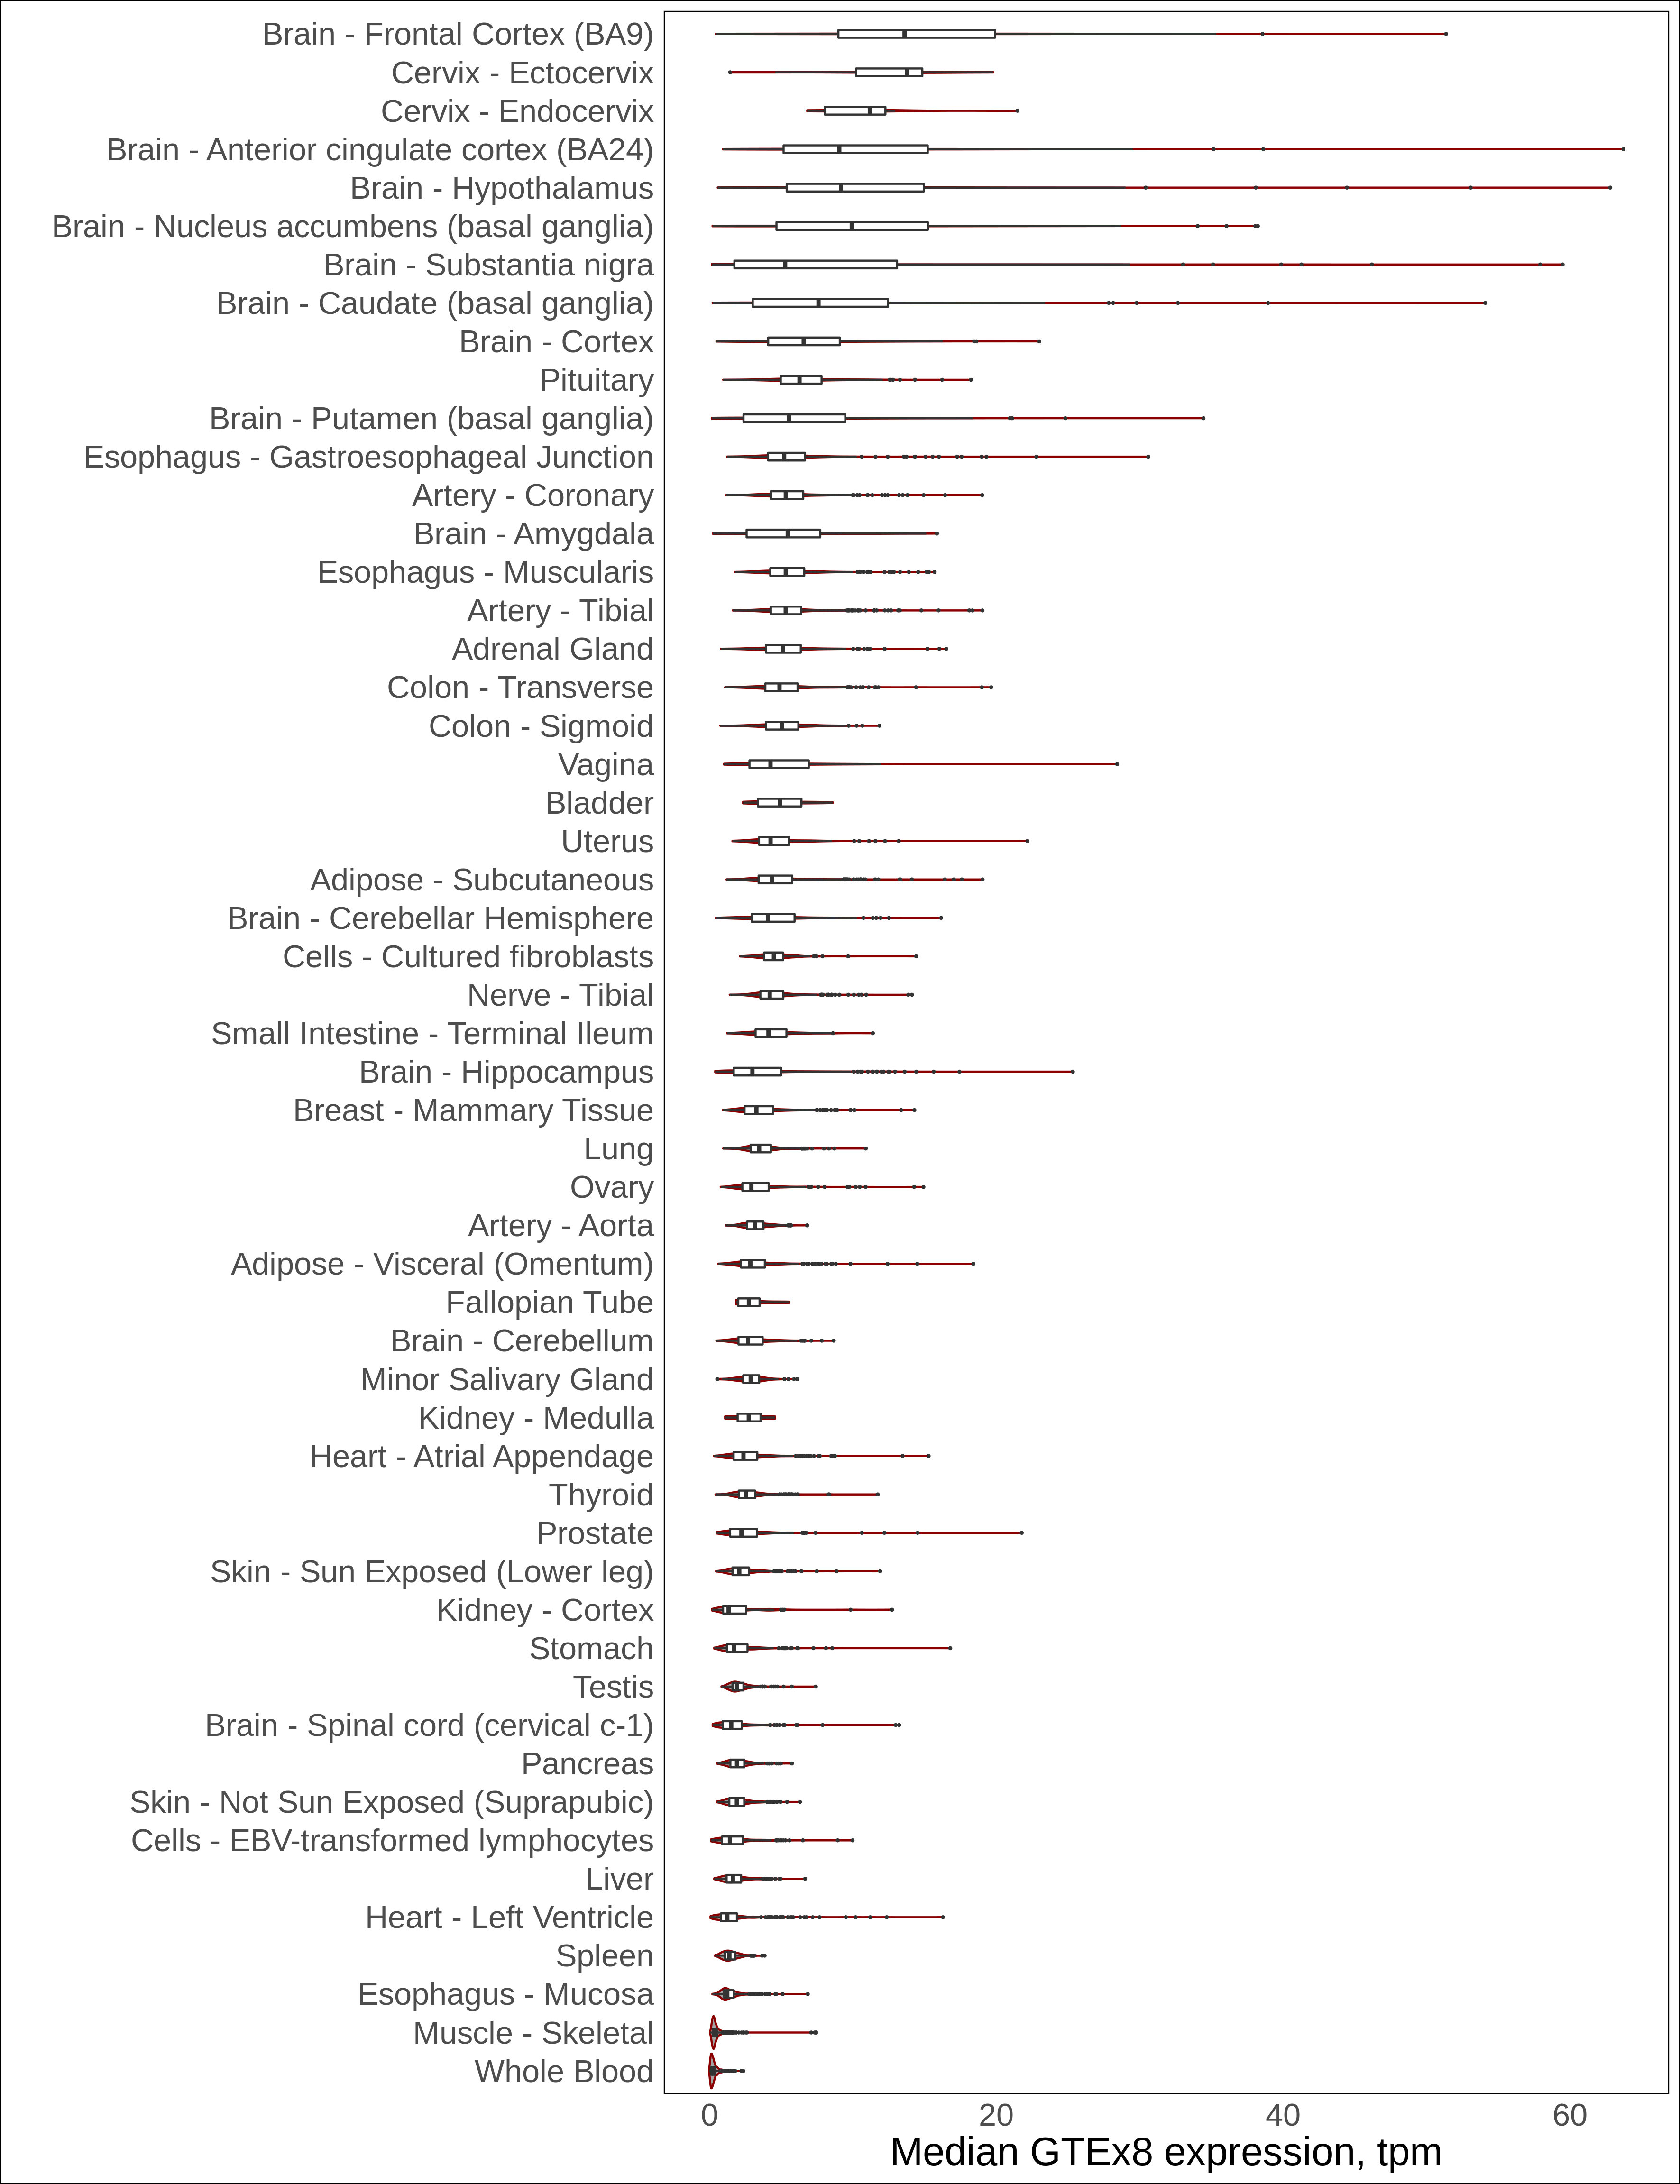 Brain - Frontal Cortex (BA9)
Cervix - Ectocervix
Cervix - Endocervix
Brain - Anterior cingulate cortex (BA24)
Brain - Hypothalamus
Brain - Nucleus accumbens (basal ganglia)
Brain - Substantia nigra
Brain - Caudate (basal ganglia)
Brain - Cortex
Pituitary
Brain - Putamen (basal ganglia)
Esophagus - Gastroesophageal Junction
Artery - Coronary
Brain - Amygdala
Esophagus - Muscularis
Artery - Tibial
Adrenal Gland
Colon - Transverse
Colon - Sigmoid
Vagina
Bladder
Uterus
Adipose - Subcutaneous
Brain - Cerebellar Hemisphere
Cells - Cultured fibroblasts
Nerve - Tibial
Small Intestine - Terminal Ileum
Brain - Hippocampus
Breast - Mammary Tissue
Lung
Ovary
Artery - Aorta
Adipose - Visceral (Omentum)
Fallopian Tube
Brain - Cerebellum
Minor Salivary Gland
Kidney - Medulla
Heart - Atrial Appendage
Thyroid
Prostate
Skin - Sun Exposed (Lower leg)
Kidney - Cortex
Stomach
Testis
Brain - Spinal cord (cervical c-1)
Pancreas
Skin - Not Sun Exposed (Suprapubic)
Cells - EBV-transformed lymphocytes
Liver
Heart - Left Ventricle
Spleen
Esophagus - Mucosa
Muscle - Skeletal
Whole Blood
0 20 40 60
Median GTEx8 expression, tpm